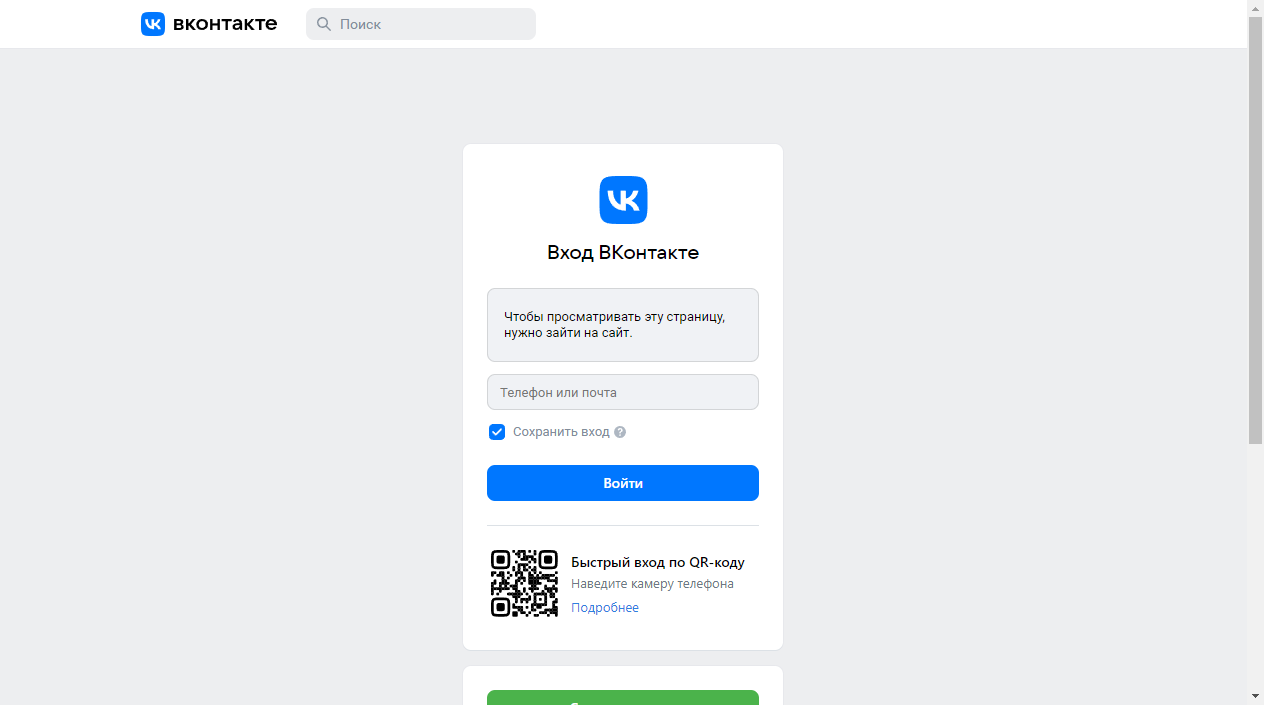 вконтакте
Поиск
Вход ВКонтакте
Чтобы просматривать эту страницу,
нужно зайти на сайт.
Телефон или почта
Сохранить вход
Войти
Быстрый вход по QR-коду
Наведите камеру телефона
Подробнее